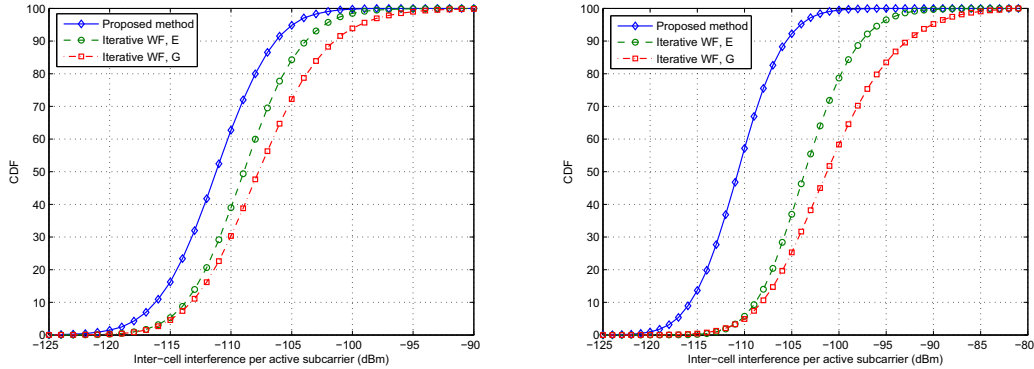 100
90
80
70
60
50
40
30
20
10
0
CDF
Proposed method
Iterative WF, E
Iterative WF, G
−125 −120 −115 −110 −105 −100 −95 −90
Inter−cell interference per active subcarrier (dBm)
100
90
80
70
60
50
40
30
20
10
0
CDF
Proposed method
Iterative WF, E
Iterative WF, G
−125 −120 −115 −110 −105 −100 −95 −90 −85 −80
Inter−cell interference per active subcarrier (dBm)